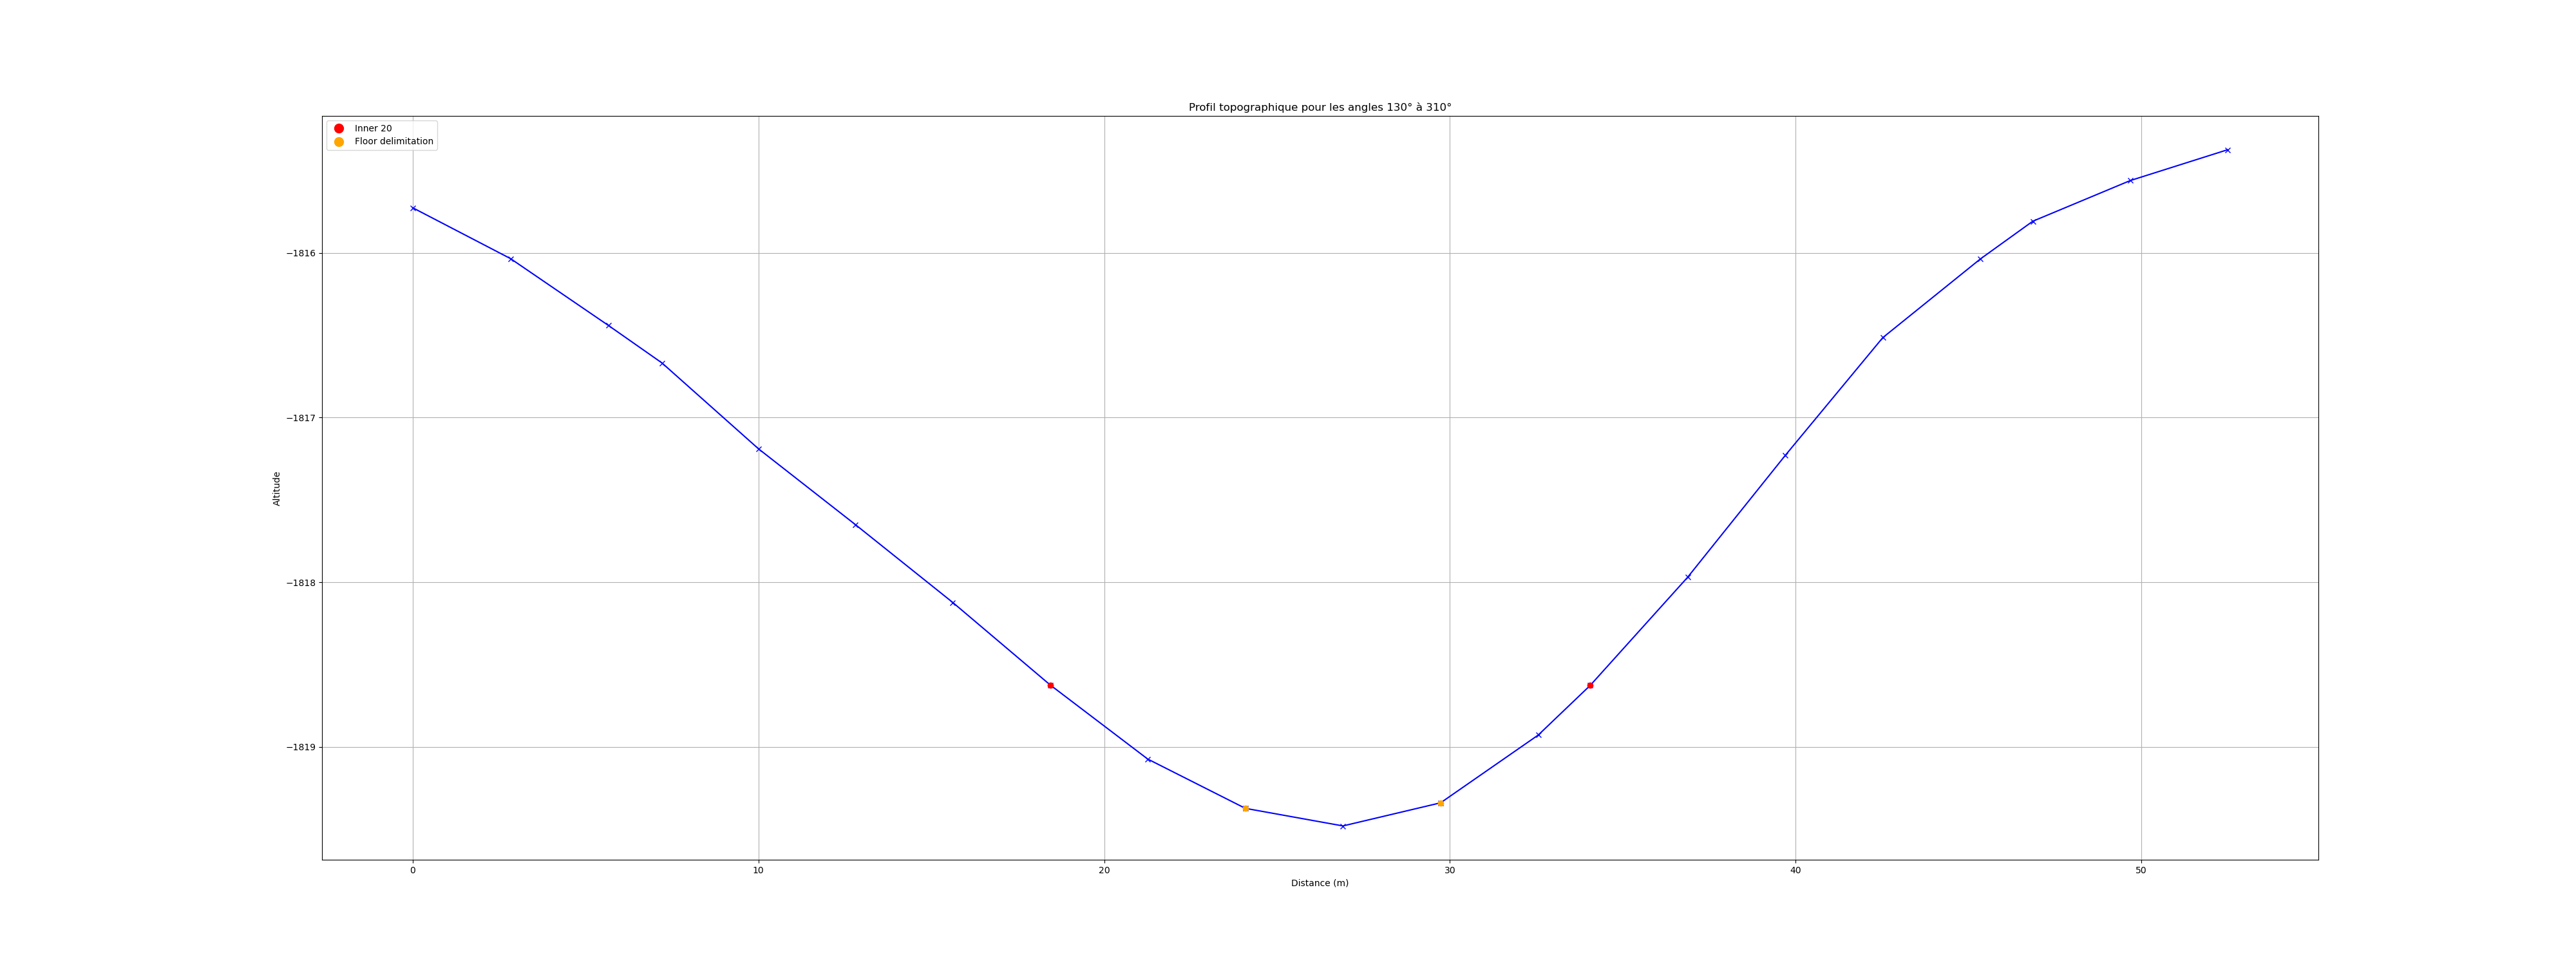 Profil topographique pour les angles 130° à 310°
Inner 20
Floor delimitation
Altitude
−1816
−1817
−1818
−1819
0 10 20 30 40 50
Distance (m)